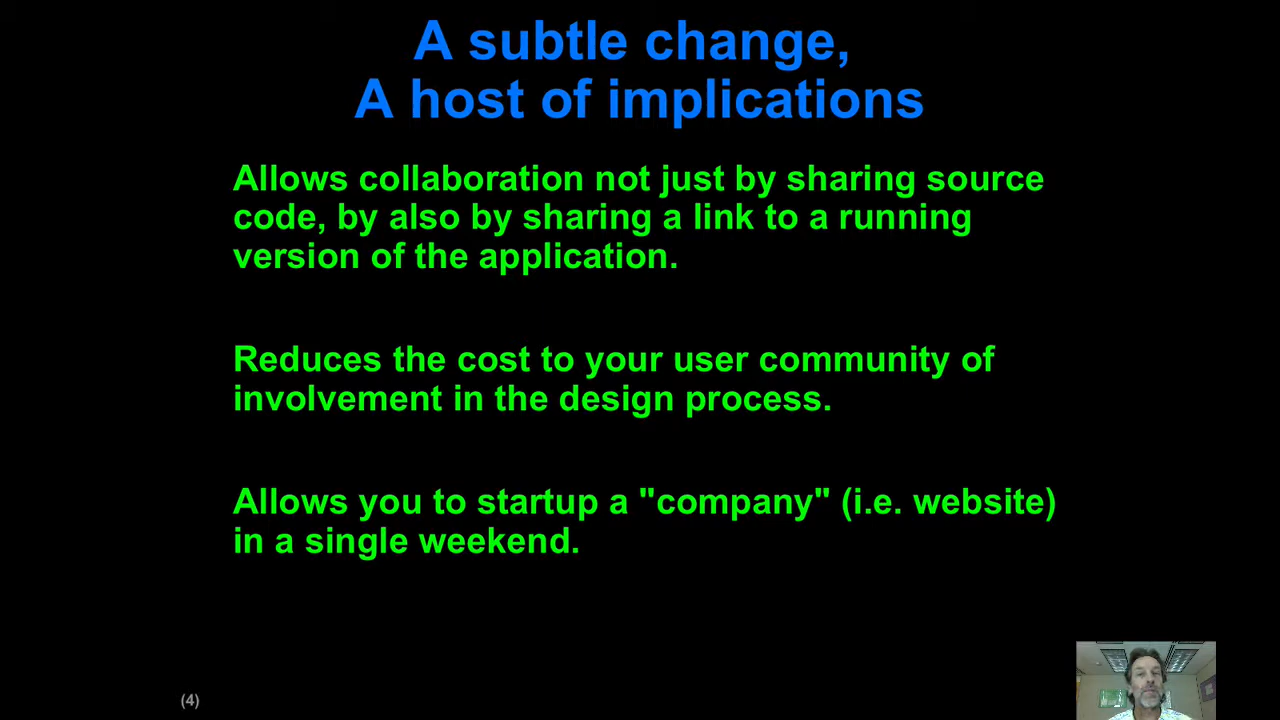 A subtle change,
A host of implications
Allows collaboration not just by sharing source
code, by also by sharing a link to a running
version of the application.
Reduces the cost to your user community of
involvement in the design process.
Allows you to startup a "company" (i.e. website)
in a single weekend.
(4)